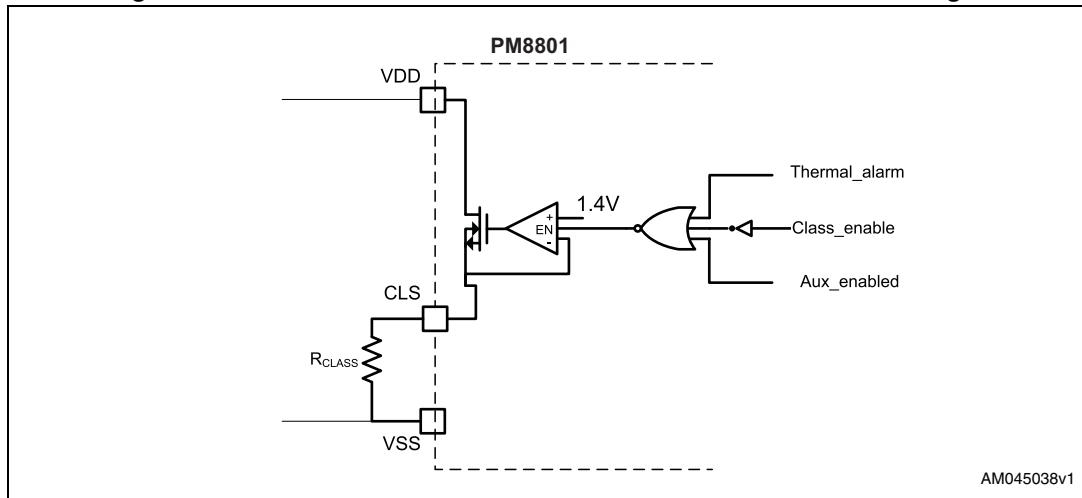 PM8801
VDD
Thermal_alarm
1.4V
+
EN
-
Class_enable
Aux_enabled
CLS
RCLASS
VSS
AM045038v1